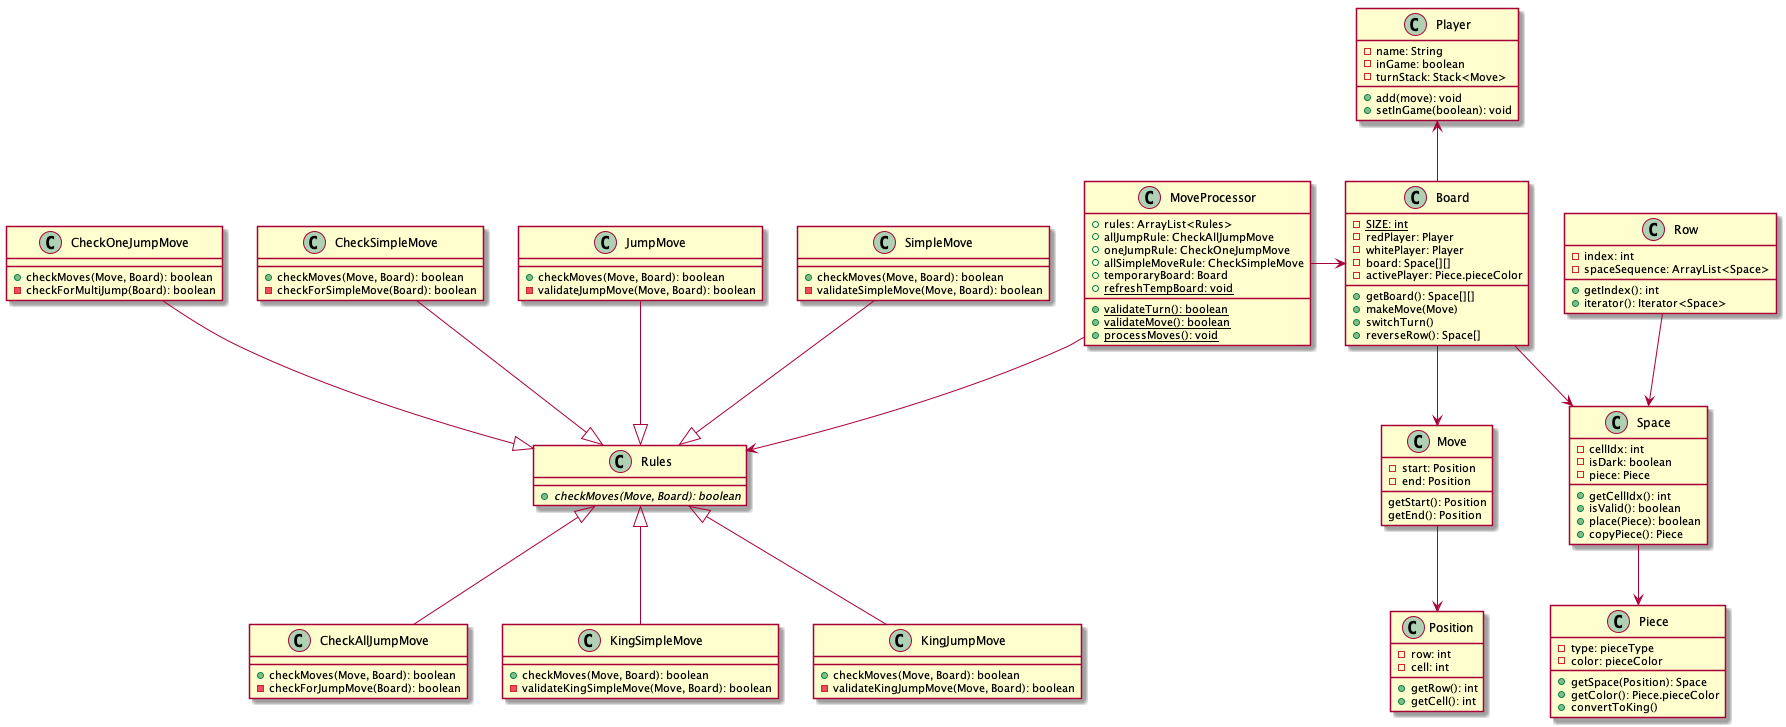 C Player
name: String
inGame: boolean
turnStack: Stack<Move>
add(move): void
setInGame(boolean): void
C CheckOneJumpMove
checkMoves(Move, Board): boolean
checkForMultiJump(Board): boolean
C CheckSimpleMove
checkMoves(Move, Board): boolean
checkForSimpleMove(Board): boolean
C JumpMove
checkMoves(Move, Board): boolean
validateJumpMove(Move, Board): boolean
C SimpleMove
checkMoves(Move, Board): boolean
validateSimpleMove(Move, Board): boolean
C MoveProcessor
rules: ArrayList<Rules>
allJumpRule: CheckAllJumpMove
oneJumpRule: CheckOneJumpMove
allSimpleMoveRule: CheckSimpleMove
temporaryBoard: Board
refreshTempBoard: void
validateTurn(): boolean
validateMove(): boolean
processMoves(): void
C Board
SIZE: int
redPlayer: Player
whitePlayer: Player
board: Space[][]
activePlayer: Piece.pieceColor
getBoard(): Space[][]
makeMove(Move)
switchTurn()
reverseRow(): Space[]
C Row
index: int
spaceSequence: ArrayList<Space>
getIndex(): int
iterator(): Iterator<Space>
C Rules
checkMoves(Move, Board): boolean
C Move
start: Position
end: Position
getStart(): Position
getEnd(): Position
C Space
cellIdx: int
isDark: boolean
piece: Piece
getCellIdx(): int
isValid(): boolean
place(Piece): boolean
copyPiece(): Piece
C CheckAllJumpMove
checkMoves(Move, Board): boolean
checkForJumpMove(Board): boolean
C KingSimpleMove
checkMoves(Move, Board): boolean
validateKingSimpleMove(Move, Board): boolean
C KingJumpMove
checkMoves(Move, Board): boolean
validateKingJumpMove(Move, Board): boolean
C Position
row: int
cell: int
getRow(): int
getCell(): int
C Piece
type: pieceType
color: pieceColor
getSpace(Position): Space
getColor(): Piece.pieceColor
convertToKing()